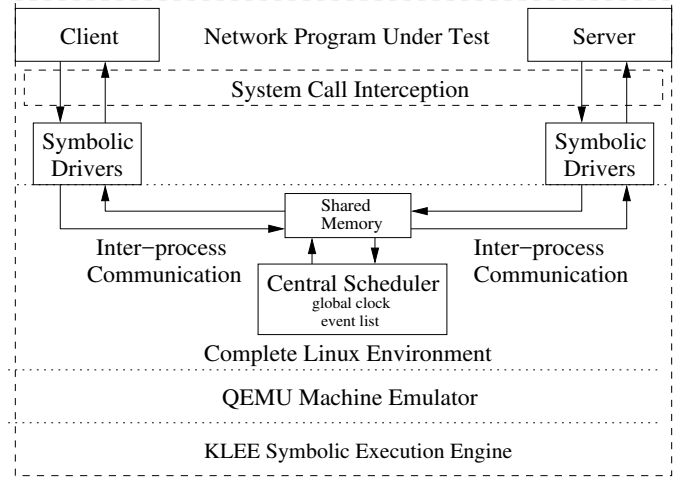 Client Network Program Under Test Server
System Call Interception
Symbolic
Drivers
Symbolic
Drivers
Shared
Memory
Inter−process
Communication
Inter−process
Communication
Central Scheduler
global clock
event list
Complete Linux Environment
QEMU Machine Emulator
KLEE Symbolic Execution Engine